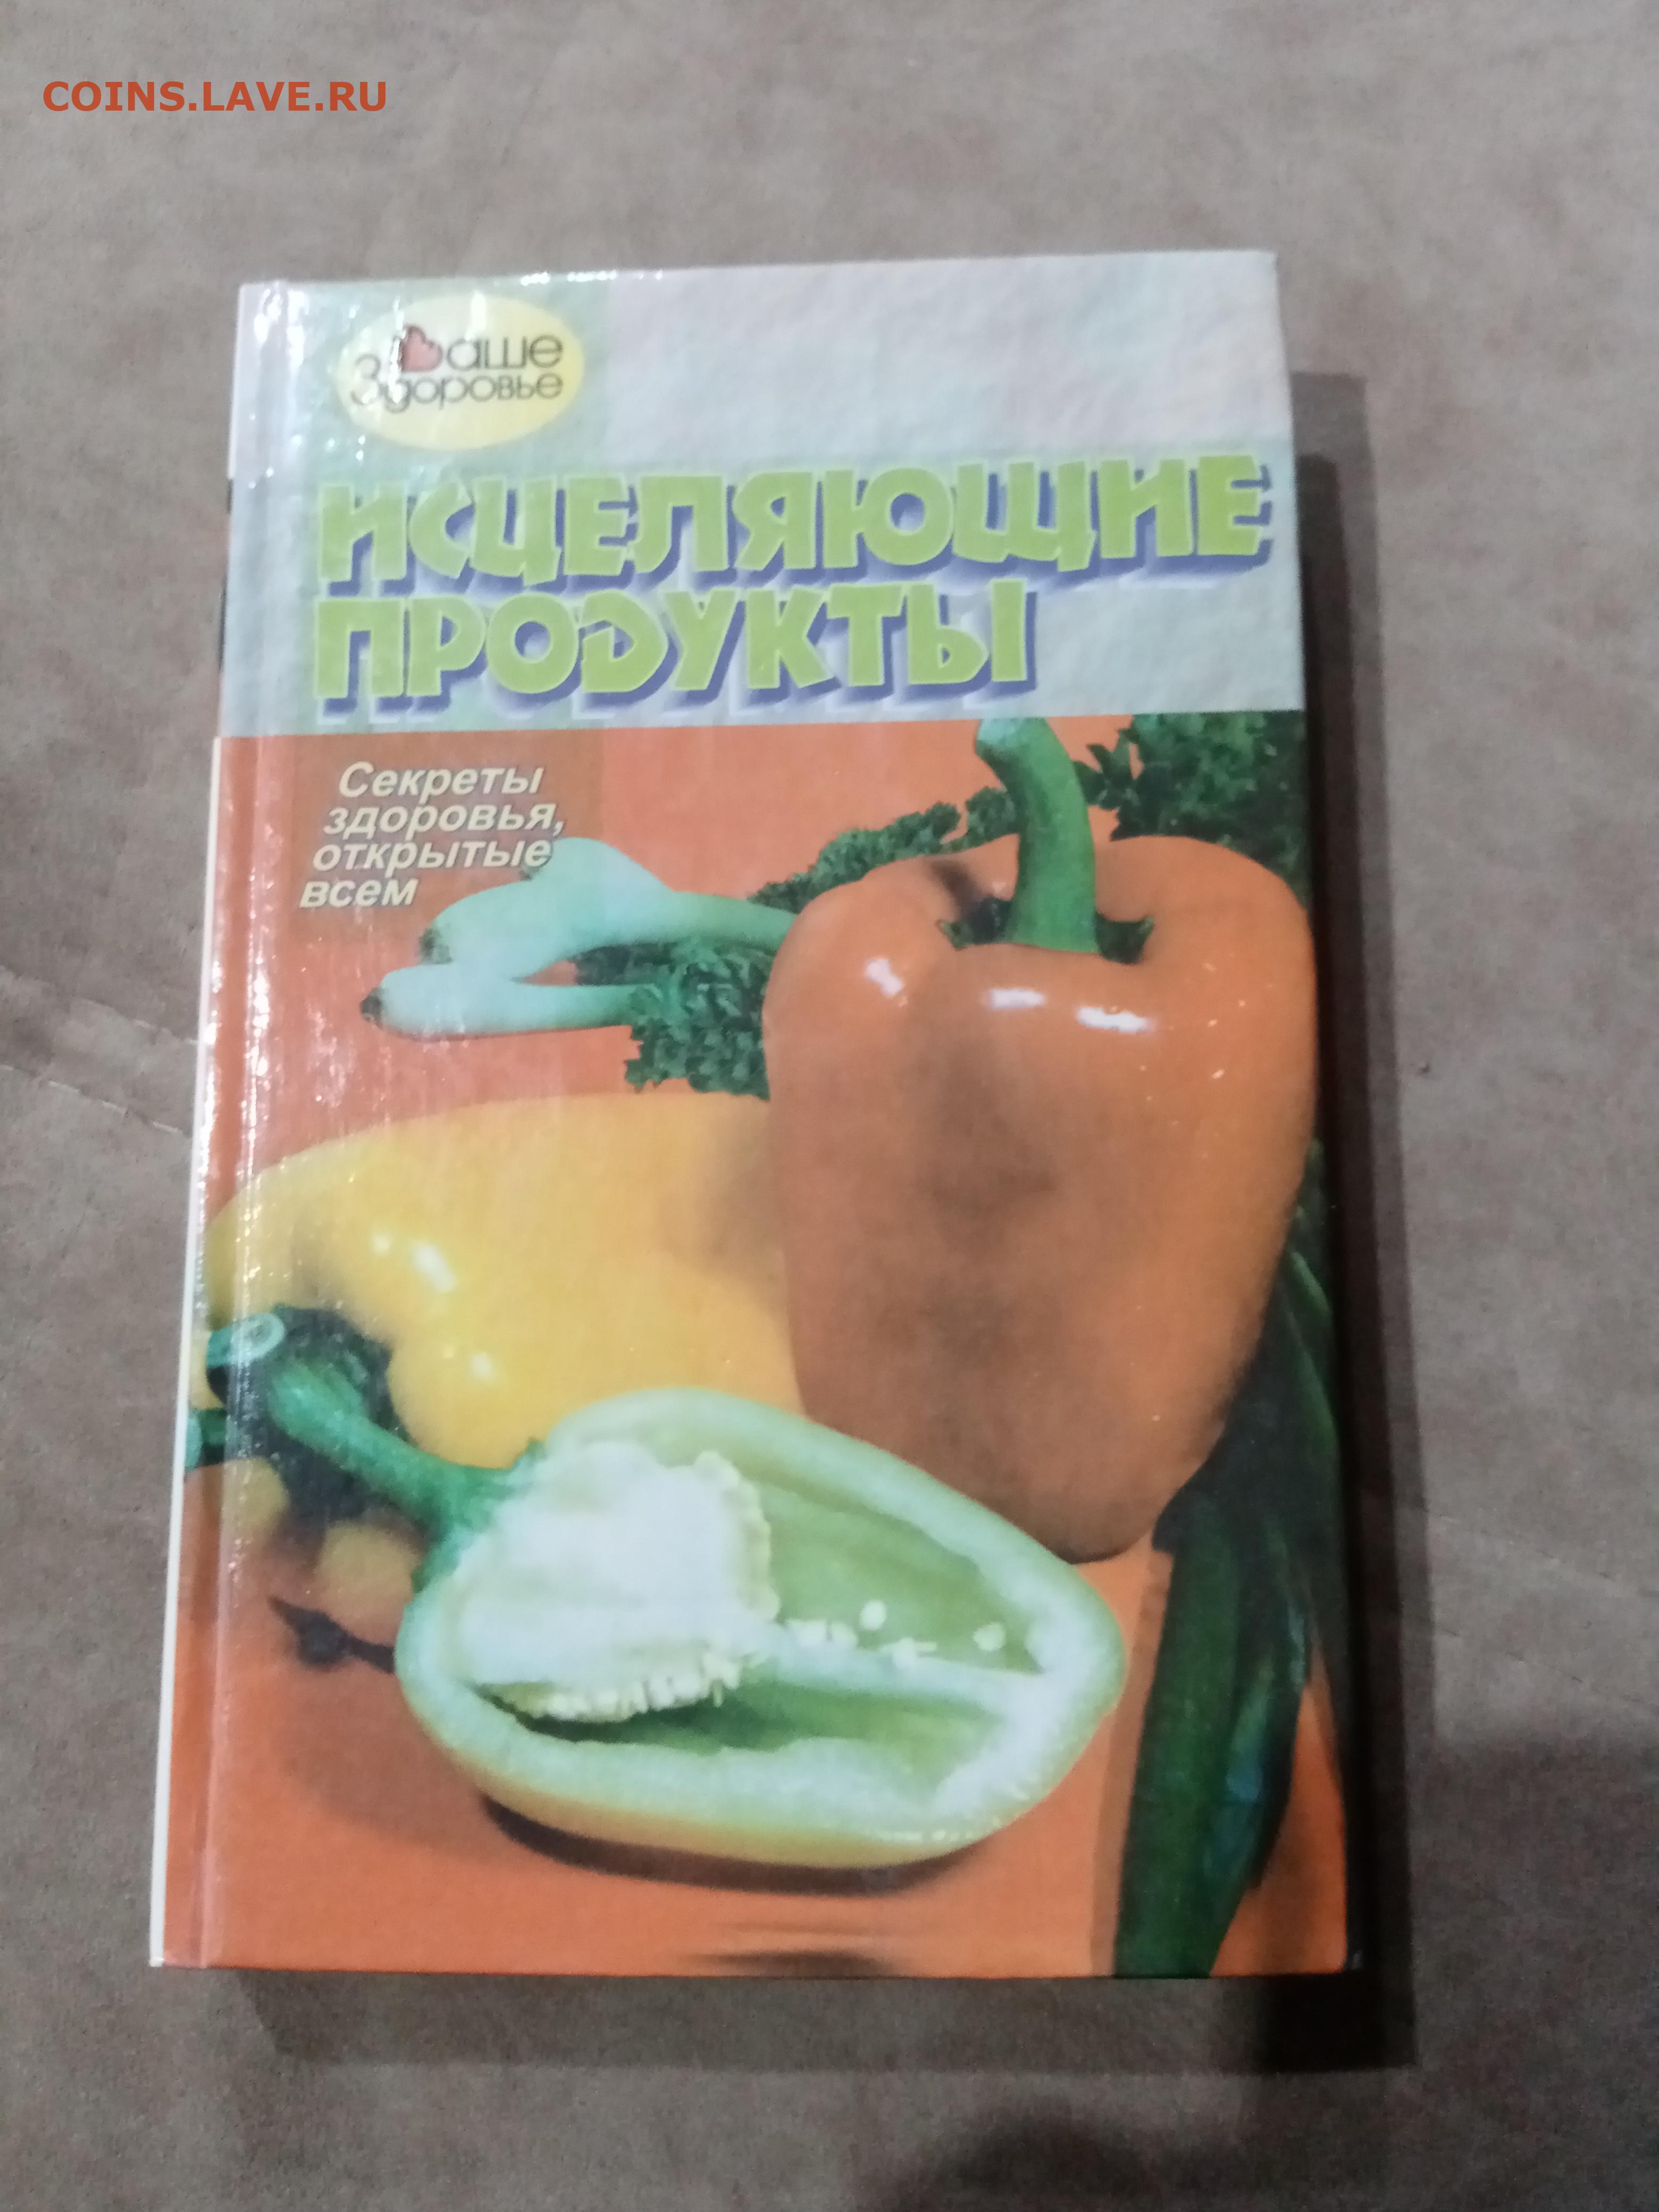 COINS.LAVE.RU
Ваше
Здоровье
ИСЦЕЛЯЮЩИЕ
ПРОДУКТЫ
Секреты
здоровья,
открытые
всем